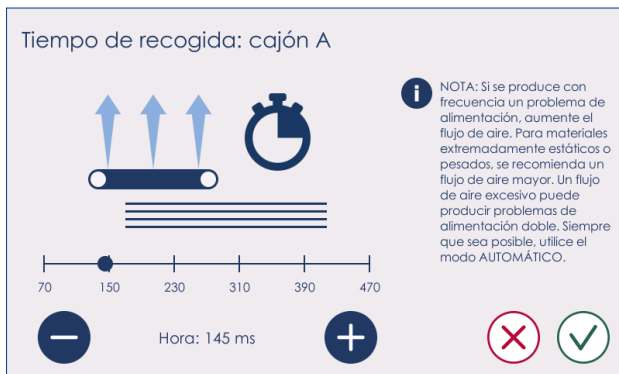 Tiempo de recogida: cajón A
i
NOTA: Si se produce con
frecuencia un problema de
alimentación, aumente el
flujo de aire. Para materiales
extremadamente estáticos o
pesados, se recomienda un
flujo de aire mayor. Un flujo
de aire excesivo puede
producir problemas de
alimentación doble. Siempre
que sea posible, utilice el
modo AUTOMÁTICO.
70 150 230 310 390 470
Hora: 145 ms